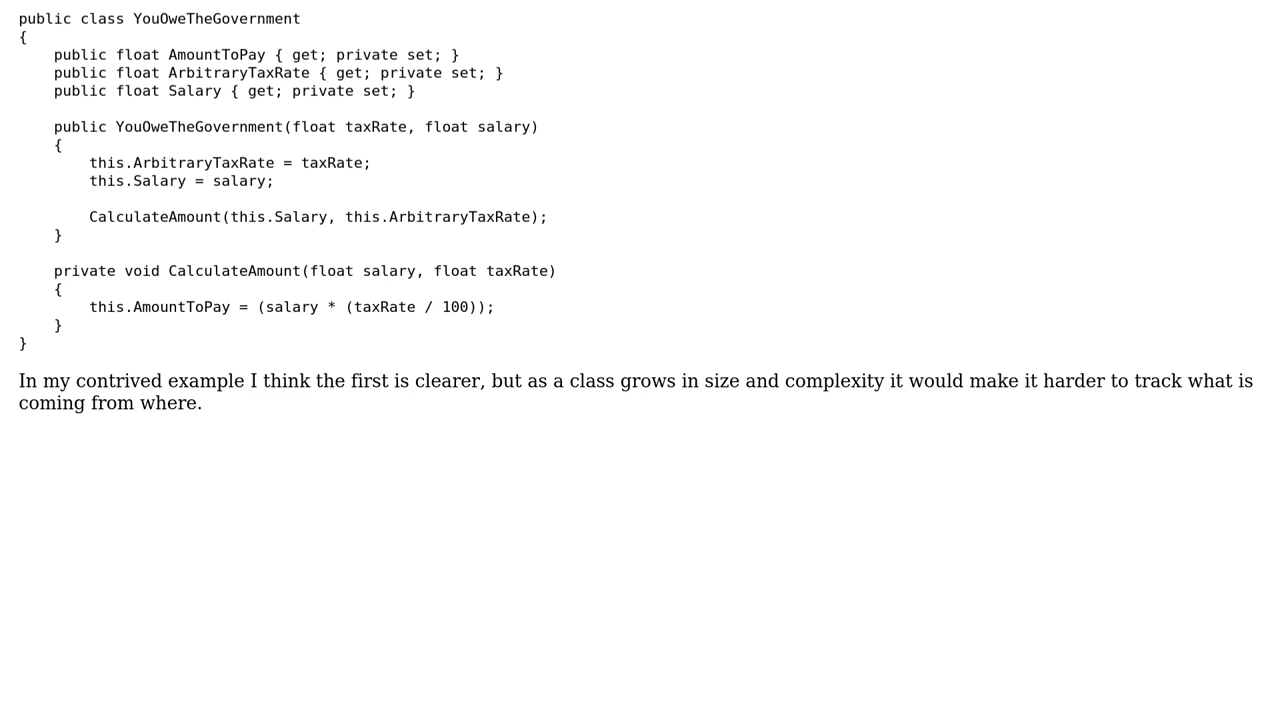 public class YouOweTheGovernment
{
    public float AmountToPay { get; private set; }
    public float ArbitraryTaxRate { get; private set; }
    public float Salary { get; private set; }

    public YouOweTheGovernment(float taxRate, float salary)
    {
        this.ArbitraryTaxRate = taxRate;
        this.Salary = salary;

        CalculateAmount(this.Salary, this.ArbitraryTaxRate);
    }

    private void CalculateAmount(float salary, float taxRate)
    {
        this.AmountToPay = (salary * (taxRate / 100));
    }
}
In my contrived example I think the first is clearer, but as a class grows in size and complexity it would make it harder to track what is
coming from where.